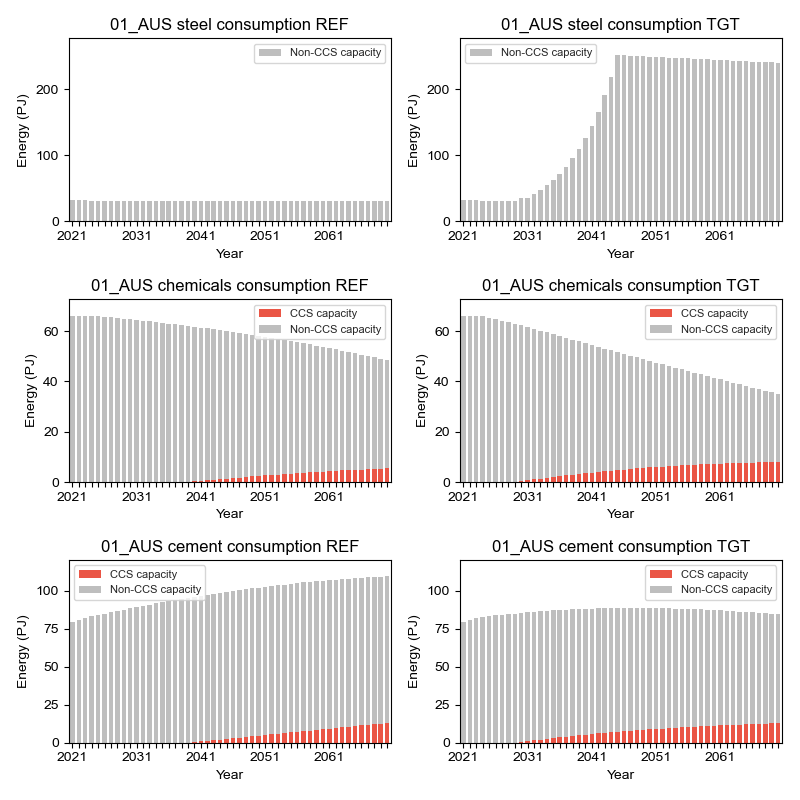 01_AUS steel consumption REF
Non-CCS capacity
Energy (PJ)
200
100
0
2021 2031 2041 2051 2061
Year
01_AUS steel consumption TGT
Non-CCS capacity
Energy (PJ)
200
100
0
2021 2031 2041 2051 2061
Year
01_AUS chemicals consumption REF
CCS capacity
Non-CCS capacity
Energy (PJ)
60
40
20
0
2021 2031 2041 2051 2061
Year
01_AUS chemicals consumption TGT
CCS capacity
Non-CCS capacity
Energy (PJ)
60
40
20
0
2021 2031 2041 2051 2061
Year
01_AUS cement consumption REF
CCS capacity
Non-CCS capacity
Energy (PJ)
100
75
50
25
0
2021 2031 2041 2051 2061
Year
01_AUS cement consumption TGT
CCS capacity
Non-CCS capacity
Energy (PJ)
100
75
50
25
0
2021 2031 2041 2051 2061
Year